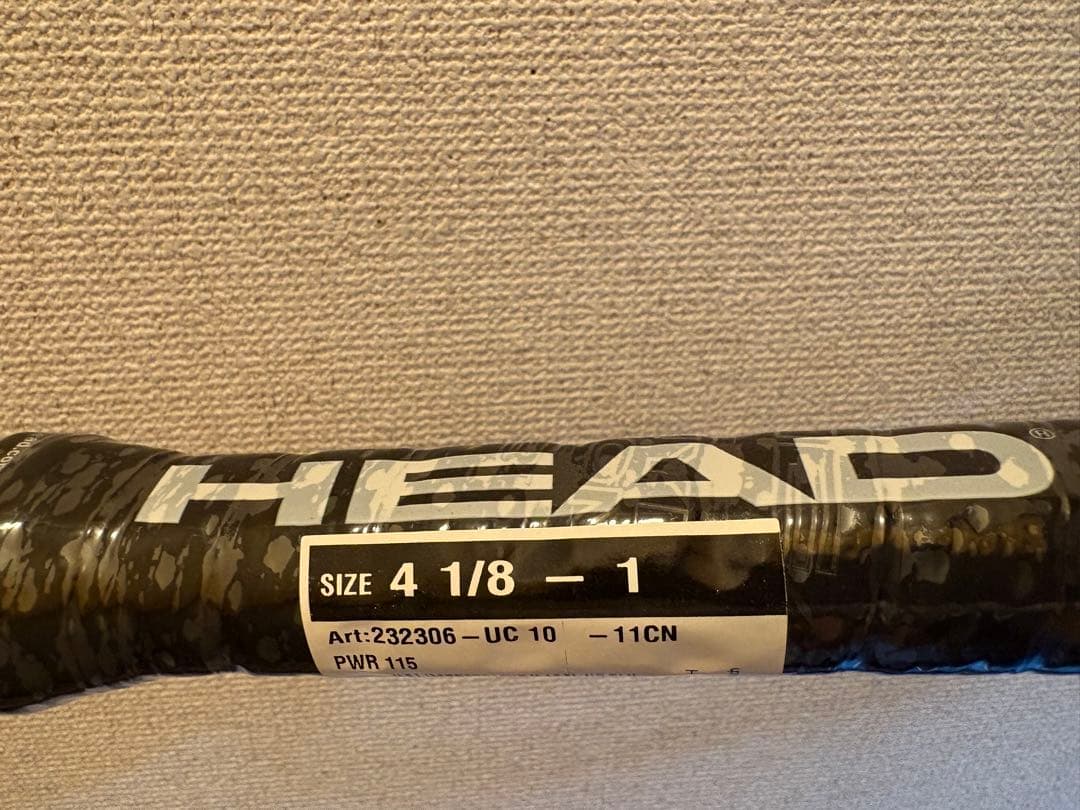 HEAD®
SIZE 4 1/8 — 1
Art:232306-UC 10 -11CN
PWR 115